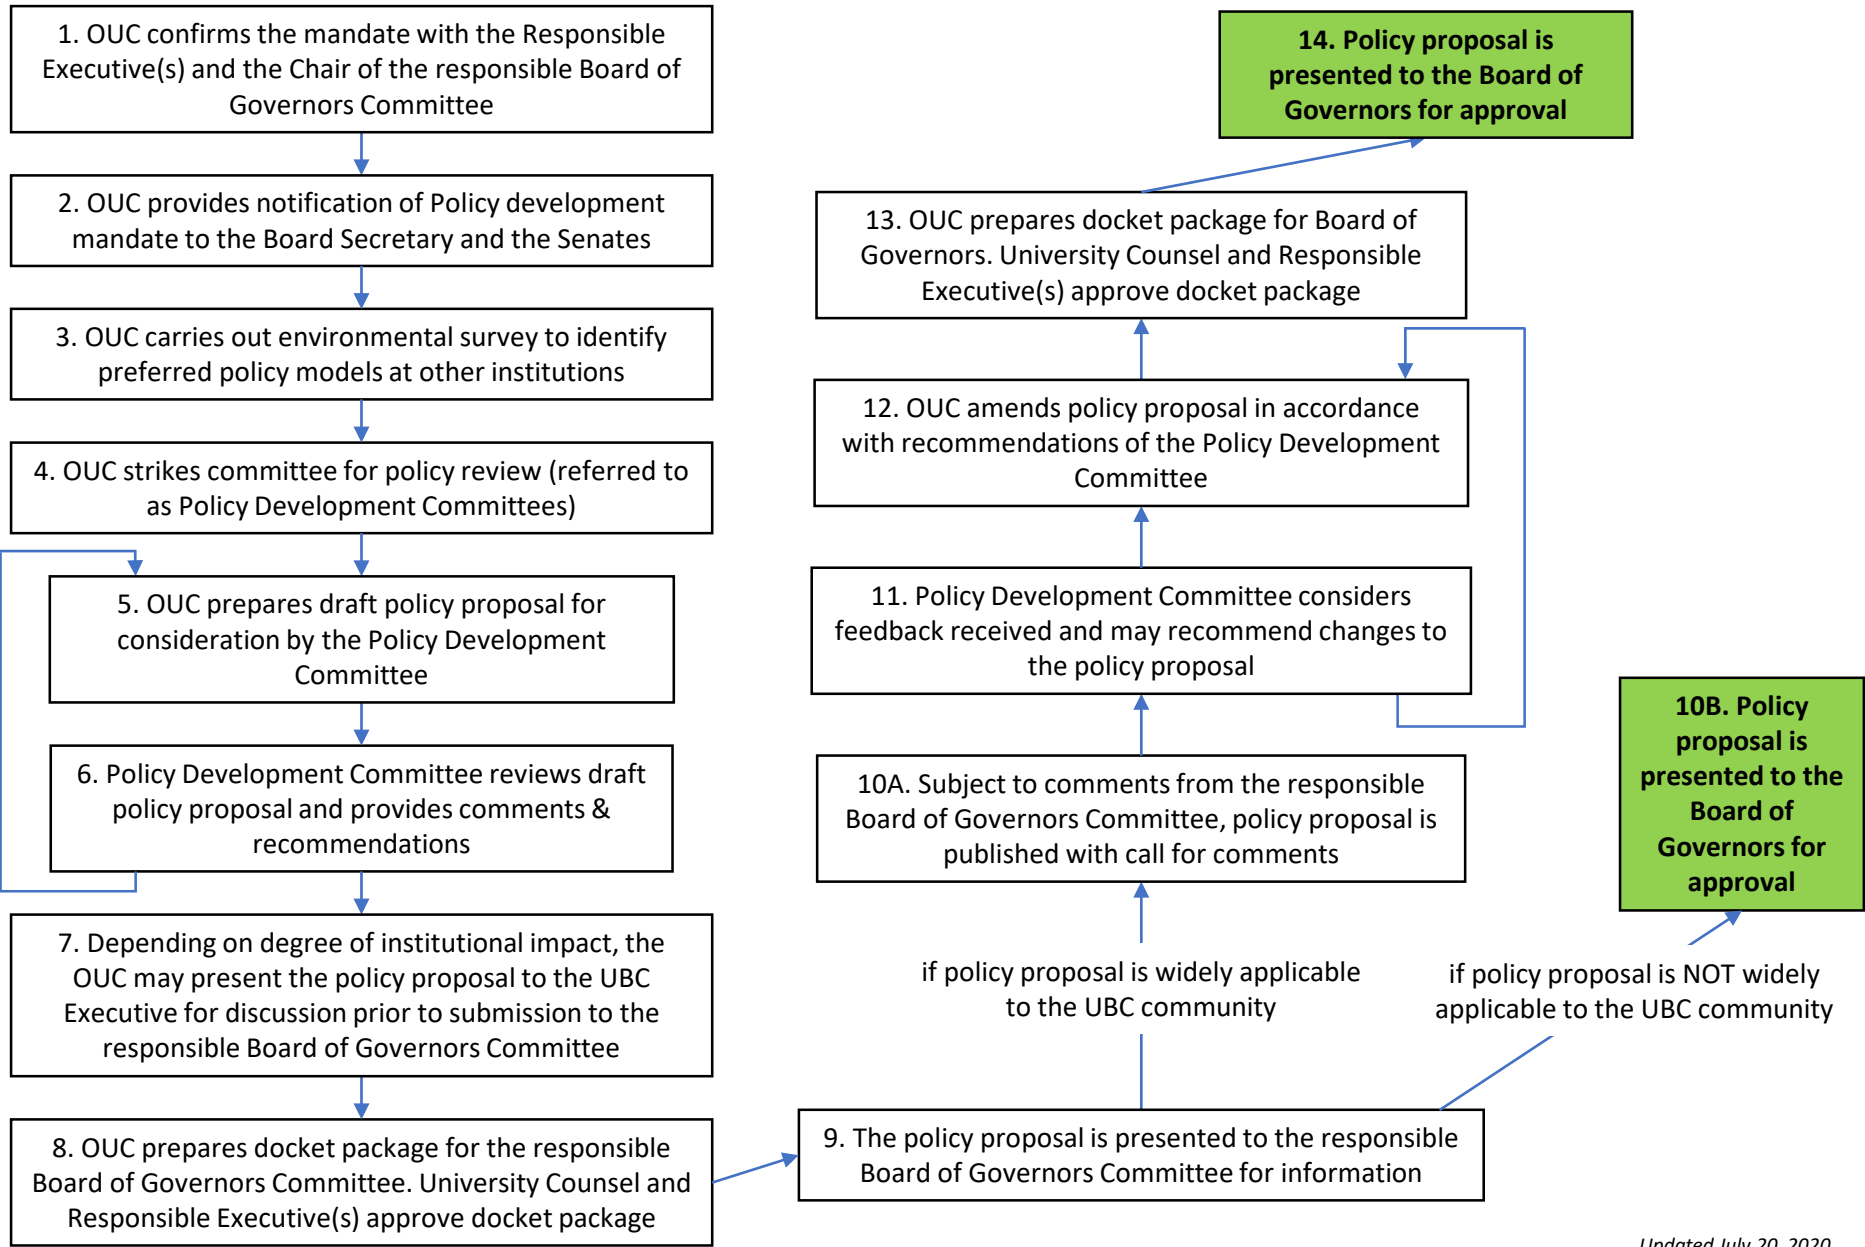 1. OUC confirms the mandate with the Responsible
Executive(s) and the Chair of the responsible Board of
Governors Committee
2. OUC provides notification of Policy development
mandate to the Board Secretary and the Senates
3. OUC carries out environmental survey to identify
preferred policy models at other institutions
4. OUC strikes committee for policy review (referred to
as Policy Development Committees)
5. OUC prepares draft policy proposal for
consideration by the Policy Development
Committee
6. Policy Development Committee reviews draft
policy proposal and provides comments &
recommendations
7. Depending on degree of institutional impact, the
OUC may present the policy proposal to the UBC
Executive for discussion prior to submission to the
responsible Board of Governors Committee
8. OUC prepares docket package for the responsible
Board of Governors Committee. University Counsel and
Responsible Executive(s) approve docket package
9. The policy proposal is presented to the responsible
Board of Governors Committee for information
if policy proposal is widely applicable
to the UBC community
10A. Subject to comments from the responsible
Board of Governors Committee, policy proposal is
published with call for comments
if policy proposal is NOT widely
applicable to the UBC community
10B. Policy
proposal is
presented to the
Board of
Governors for
approval
11. Policy Development Committee considers
feedback received and may recommend changes to
the policy proposal
12. OUC amends policy proposal in accordance
with recommendations of the Policy Development
Committee
13. OUC prepares docket package for Board of
Governors. University Counsel and Responsible
Executive(s) approve docket package
14. Policy proposal is
presented to the Board of
Governors for approval
Updated July 20, 2020